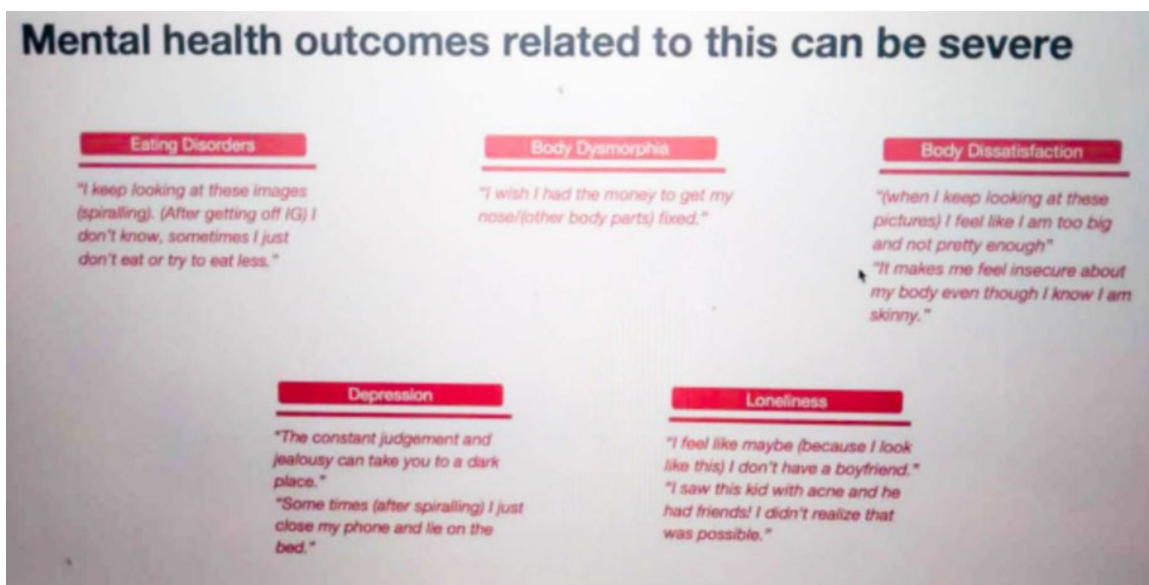 Mental health outcomes related to this can be severe
Eating Disorders
"I keep looking at these images
(spiralling). (After getting off IG) I
don't know, sometimes I just
don't eat or try to eat less."
Body Dysmorphia
"I wish I had the money to get my
nose/(other body parts) fixed."
Body Dissatisfaction
"(when I keep looking at these
pictures) I feel like I am too big
and not pretty enough"
"It makes me feel insecure about
my body even though I know I am
skinny."
Depression
"The constant judgement and
jealousy can take you to a dark
place."
"Some times (after spiralling) I just
close my phone and lie on the
bed."
Loneliness
"I feel like maybe (because I look
like this) I don't have a boyfriend."
"I saw this kid with acne and he
had friends! I didn't realize that
was possible."